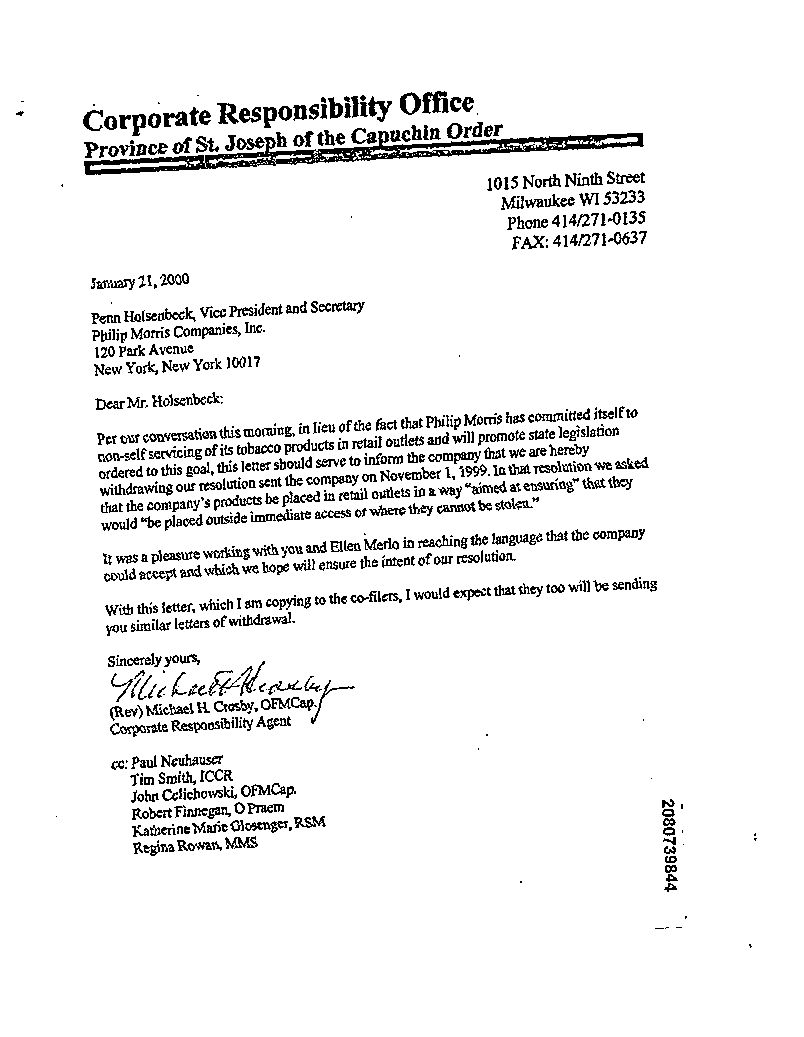 Corporate Responsibility Office
Province of St. Joseph of the Capuchin Order
1015 North Ninth Street
Milwaukee WI 53233
Phone 414/271-0135
FAX: 414/271-0637
January 21, 2000
Penn Holsenbeck, Vice President and Secretary
Philip Morris Companies, Inc.
120 Park Avenue
New York, New York 10017
Dear Mr. Holsenbeck:
Per our conversation this morning, in lieu of the fact that Philip Morris has committed itself to
non-self servicing of its tobacco products in retail outlets and will promote state legislation
ordered to this goal, this letter should serve to inform the company that we are hereby
withdrawing our resolution sent the company on November 1, 1999. In that resolution we asked
that the company's products be placed in retail outlets in a way "aimed at ensuring" that they
would "be placed outside immediate access or where they cannot be stolen."
It was a pleasure working with you and Ellen Merlo in reaching the language that the company
could accept and which we hope will ensure the intent of our resolution.
With this letter, which I am copying to the co-filers, I would expect that they too will be sending
you similar letters of withdrawal.
Sincerely yours,
Michael H Crosby
(Rev) Michael H. Crosby, OFMCap.
Corporate Responsibility Agent
cc: Paul Neuhauser
Tim Smith, ICCR
John Celichowski, OFMCap.
Robert Finnegan, O Praem
Katherine Marie Glosenger, RSM
Regina Rowan, MMS
2080739844